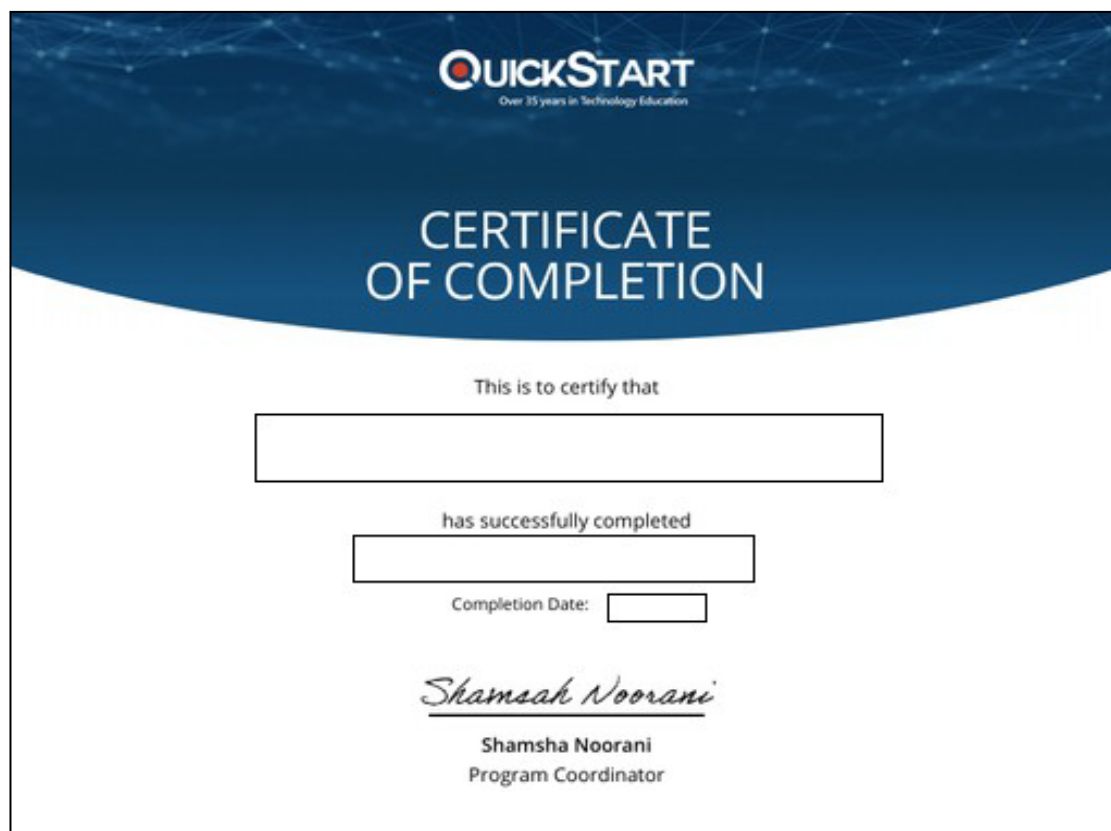 QUICKSTART
Over 35 years in Technology Education
CERTIFICATE
OF COMPLETION
This is to certify that
has successfully completed
Completion Date:
Shamsah Noorani
Shamsha Noorani
Program Coordinator